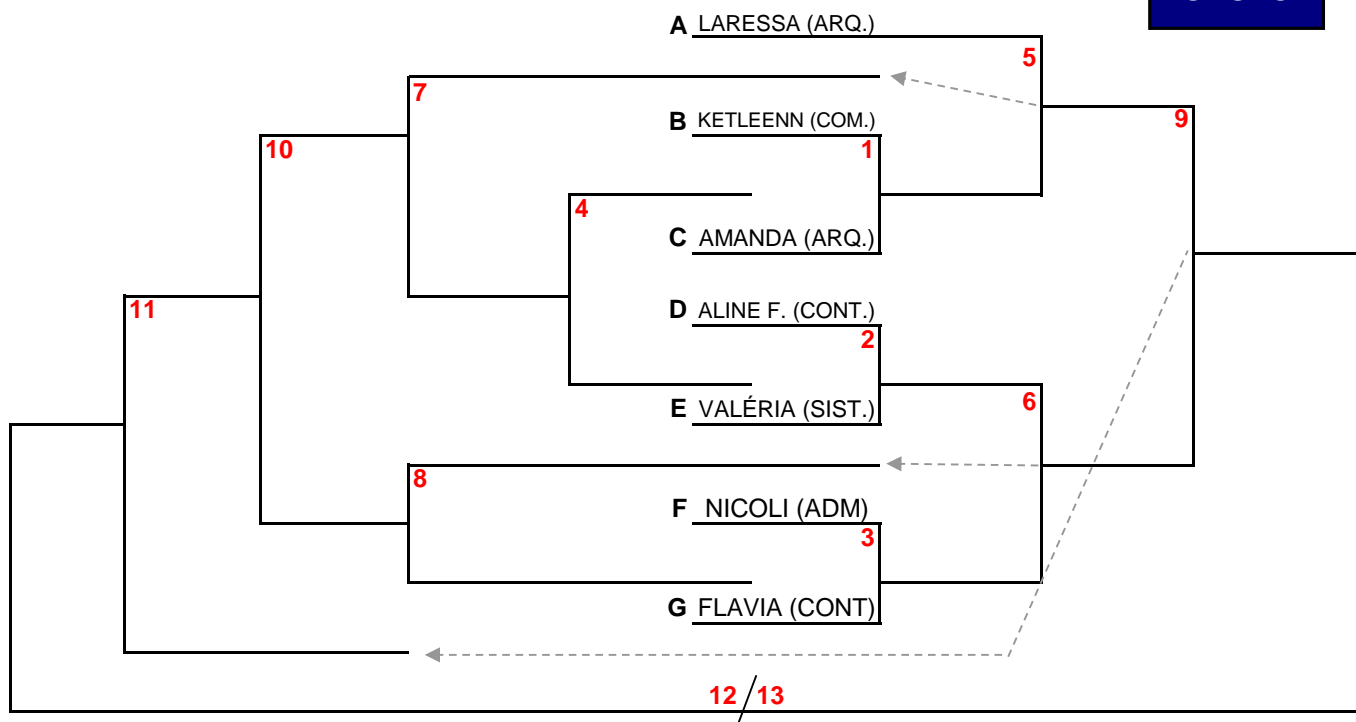 A LARESSA (ARQ.)
5
7
B KETLEENN (COM.)
9
10
1
4
C AMANDA (ARQ.)
D ALINE F. (CONT.)
11
2
E VALÉRIA (SIST.)
6
8
F NICOLI (ADM)
3
G FLAVIA (CONT)
12 / 13